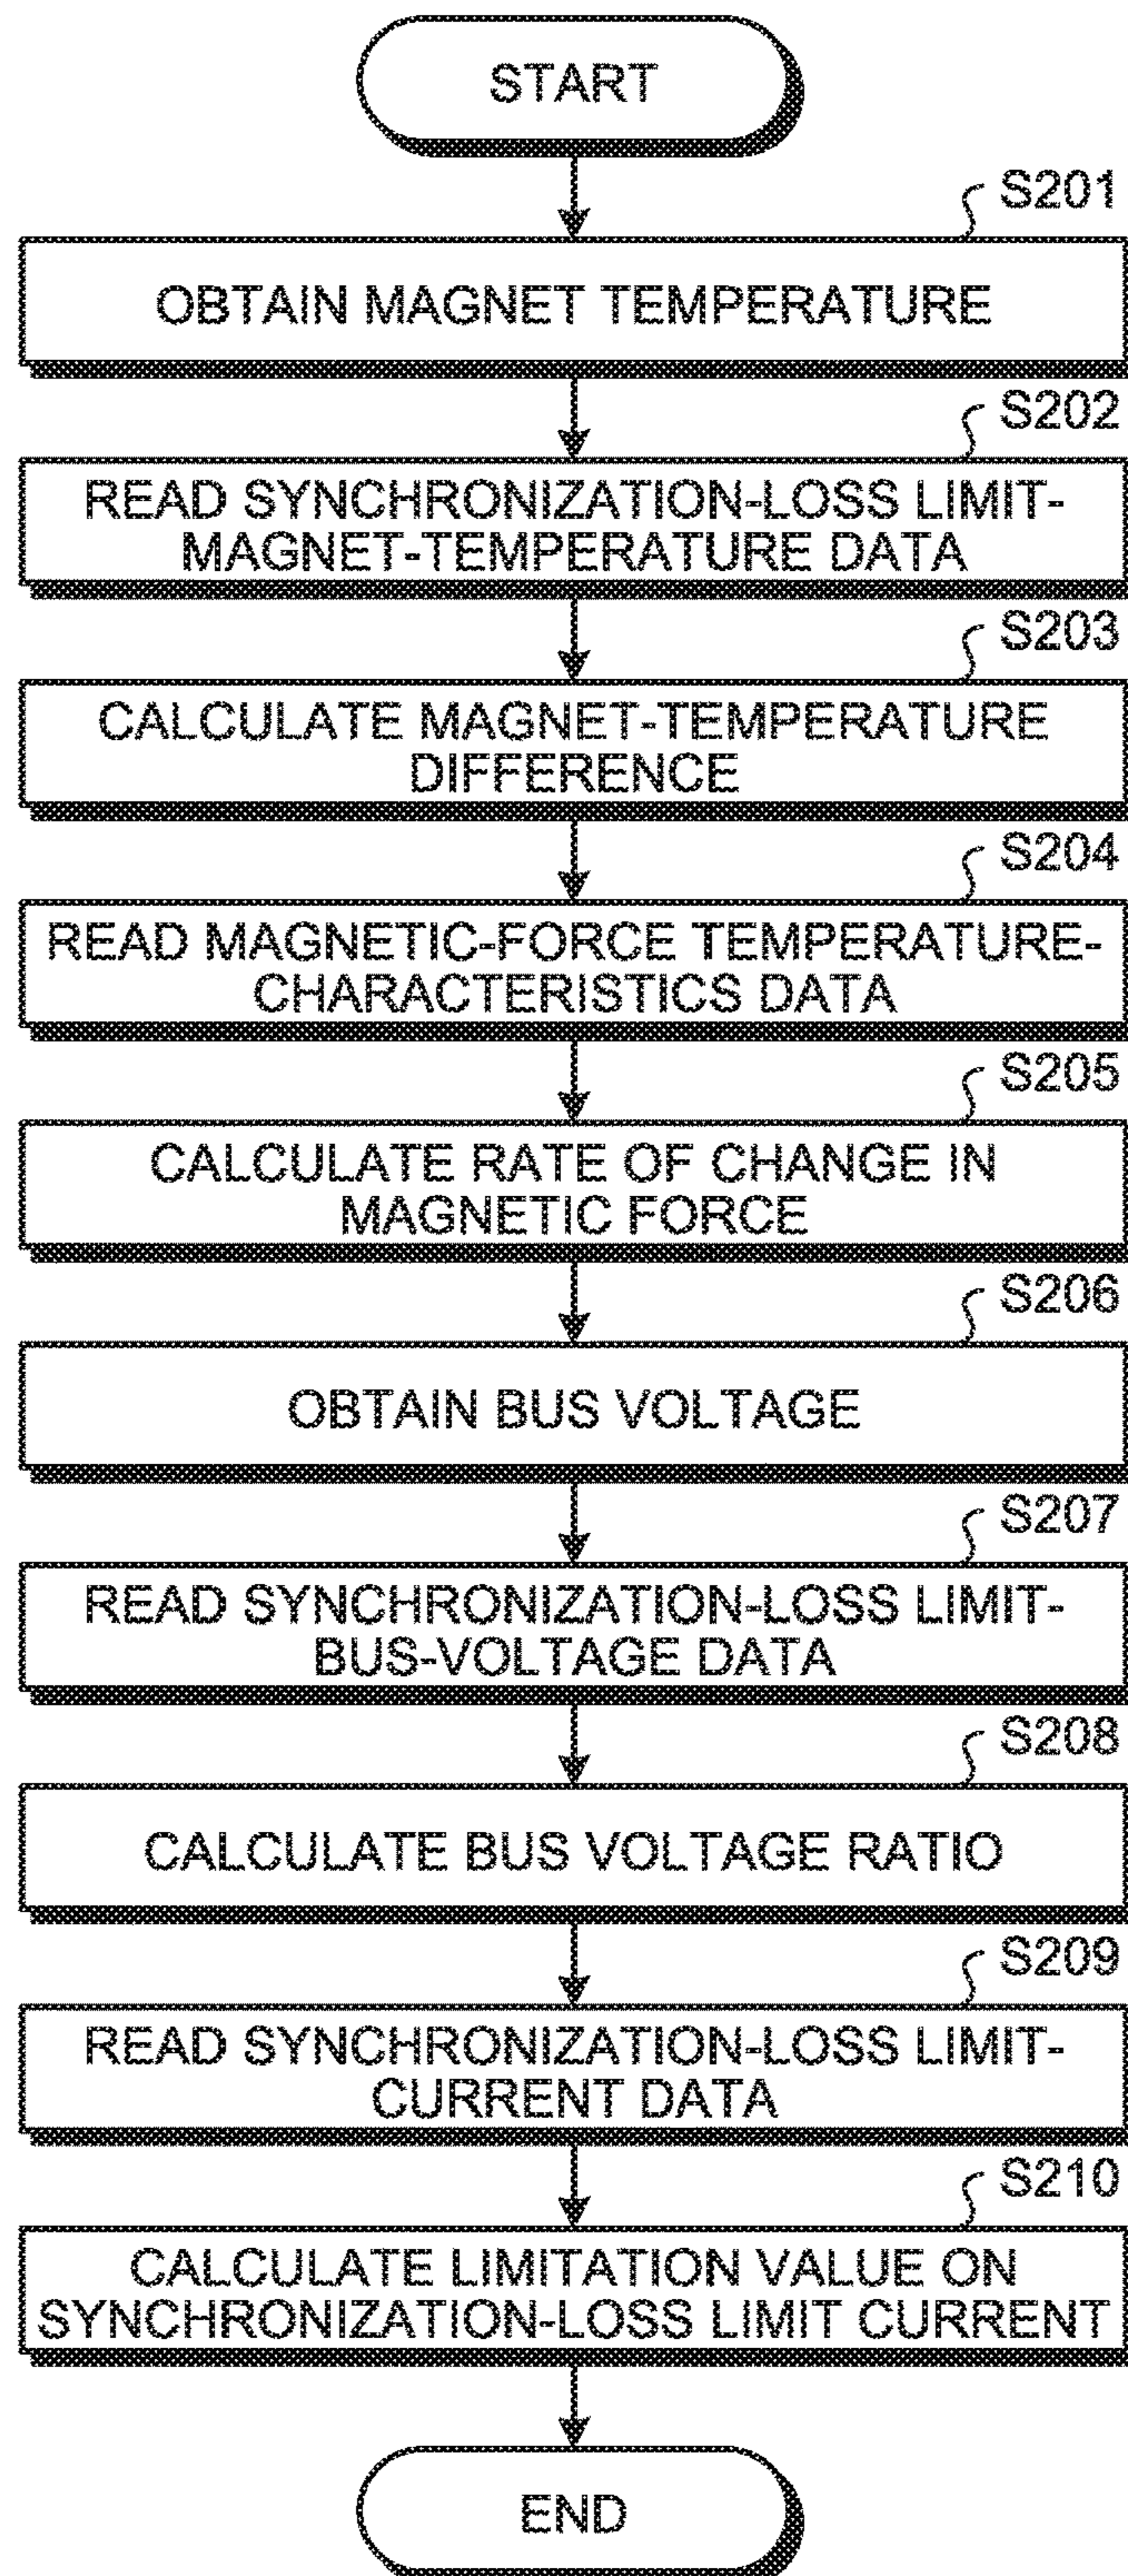 START
S201
OBTAIN MAGNET TEMPERATURE
S202
READ SYNCHRONIZATION-LOSS LIMIT-
MAGNET-TEMPERATURE DATA
S203
CALCULATE MAGNET-TEMPERATURE
DIFFERENCE
S204
READ MAGNETIC-FORCE TEMPERATURE-
CHARACTERISTICS DATA
S205
CALCULATE RATE OF CHANGE IN
MAGNETIC FORCE
S206
OBTAIN BUS VOLTAGE
S207
READ SYNCHRONIZATION-LOSS LIMIT-
BUS-VOLTAGE DATA
S208
CALCULATE BUS VOLTAGE RATIO
S209
READ SYNCHRONIZATION-LOSS LIMIT-
CURRENT DATA
S210
CALCULATE LIMITATION VALUE ON
SYNCHRONIZATION-LOSS LIMIT CURRENT
END